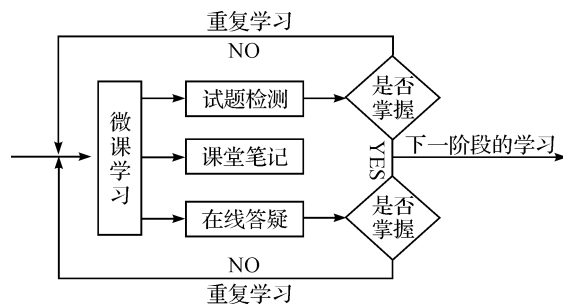 重复学习
NO
微课学习
试题检测
是否
掌握
课堂笔记
YES
下一阶段的学习
在线答疑
是否
掌握
NO
重复学习